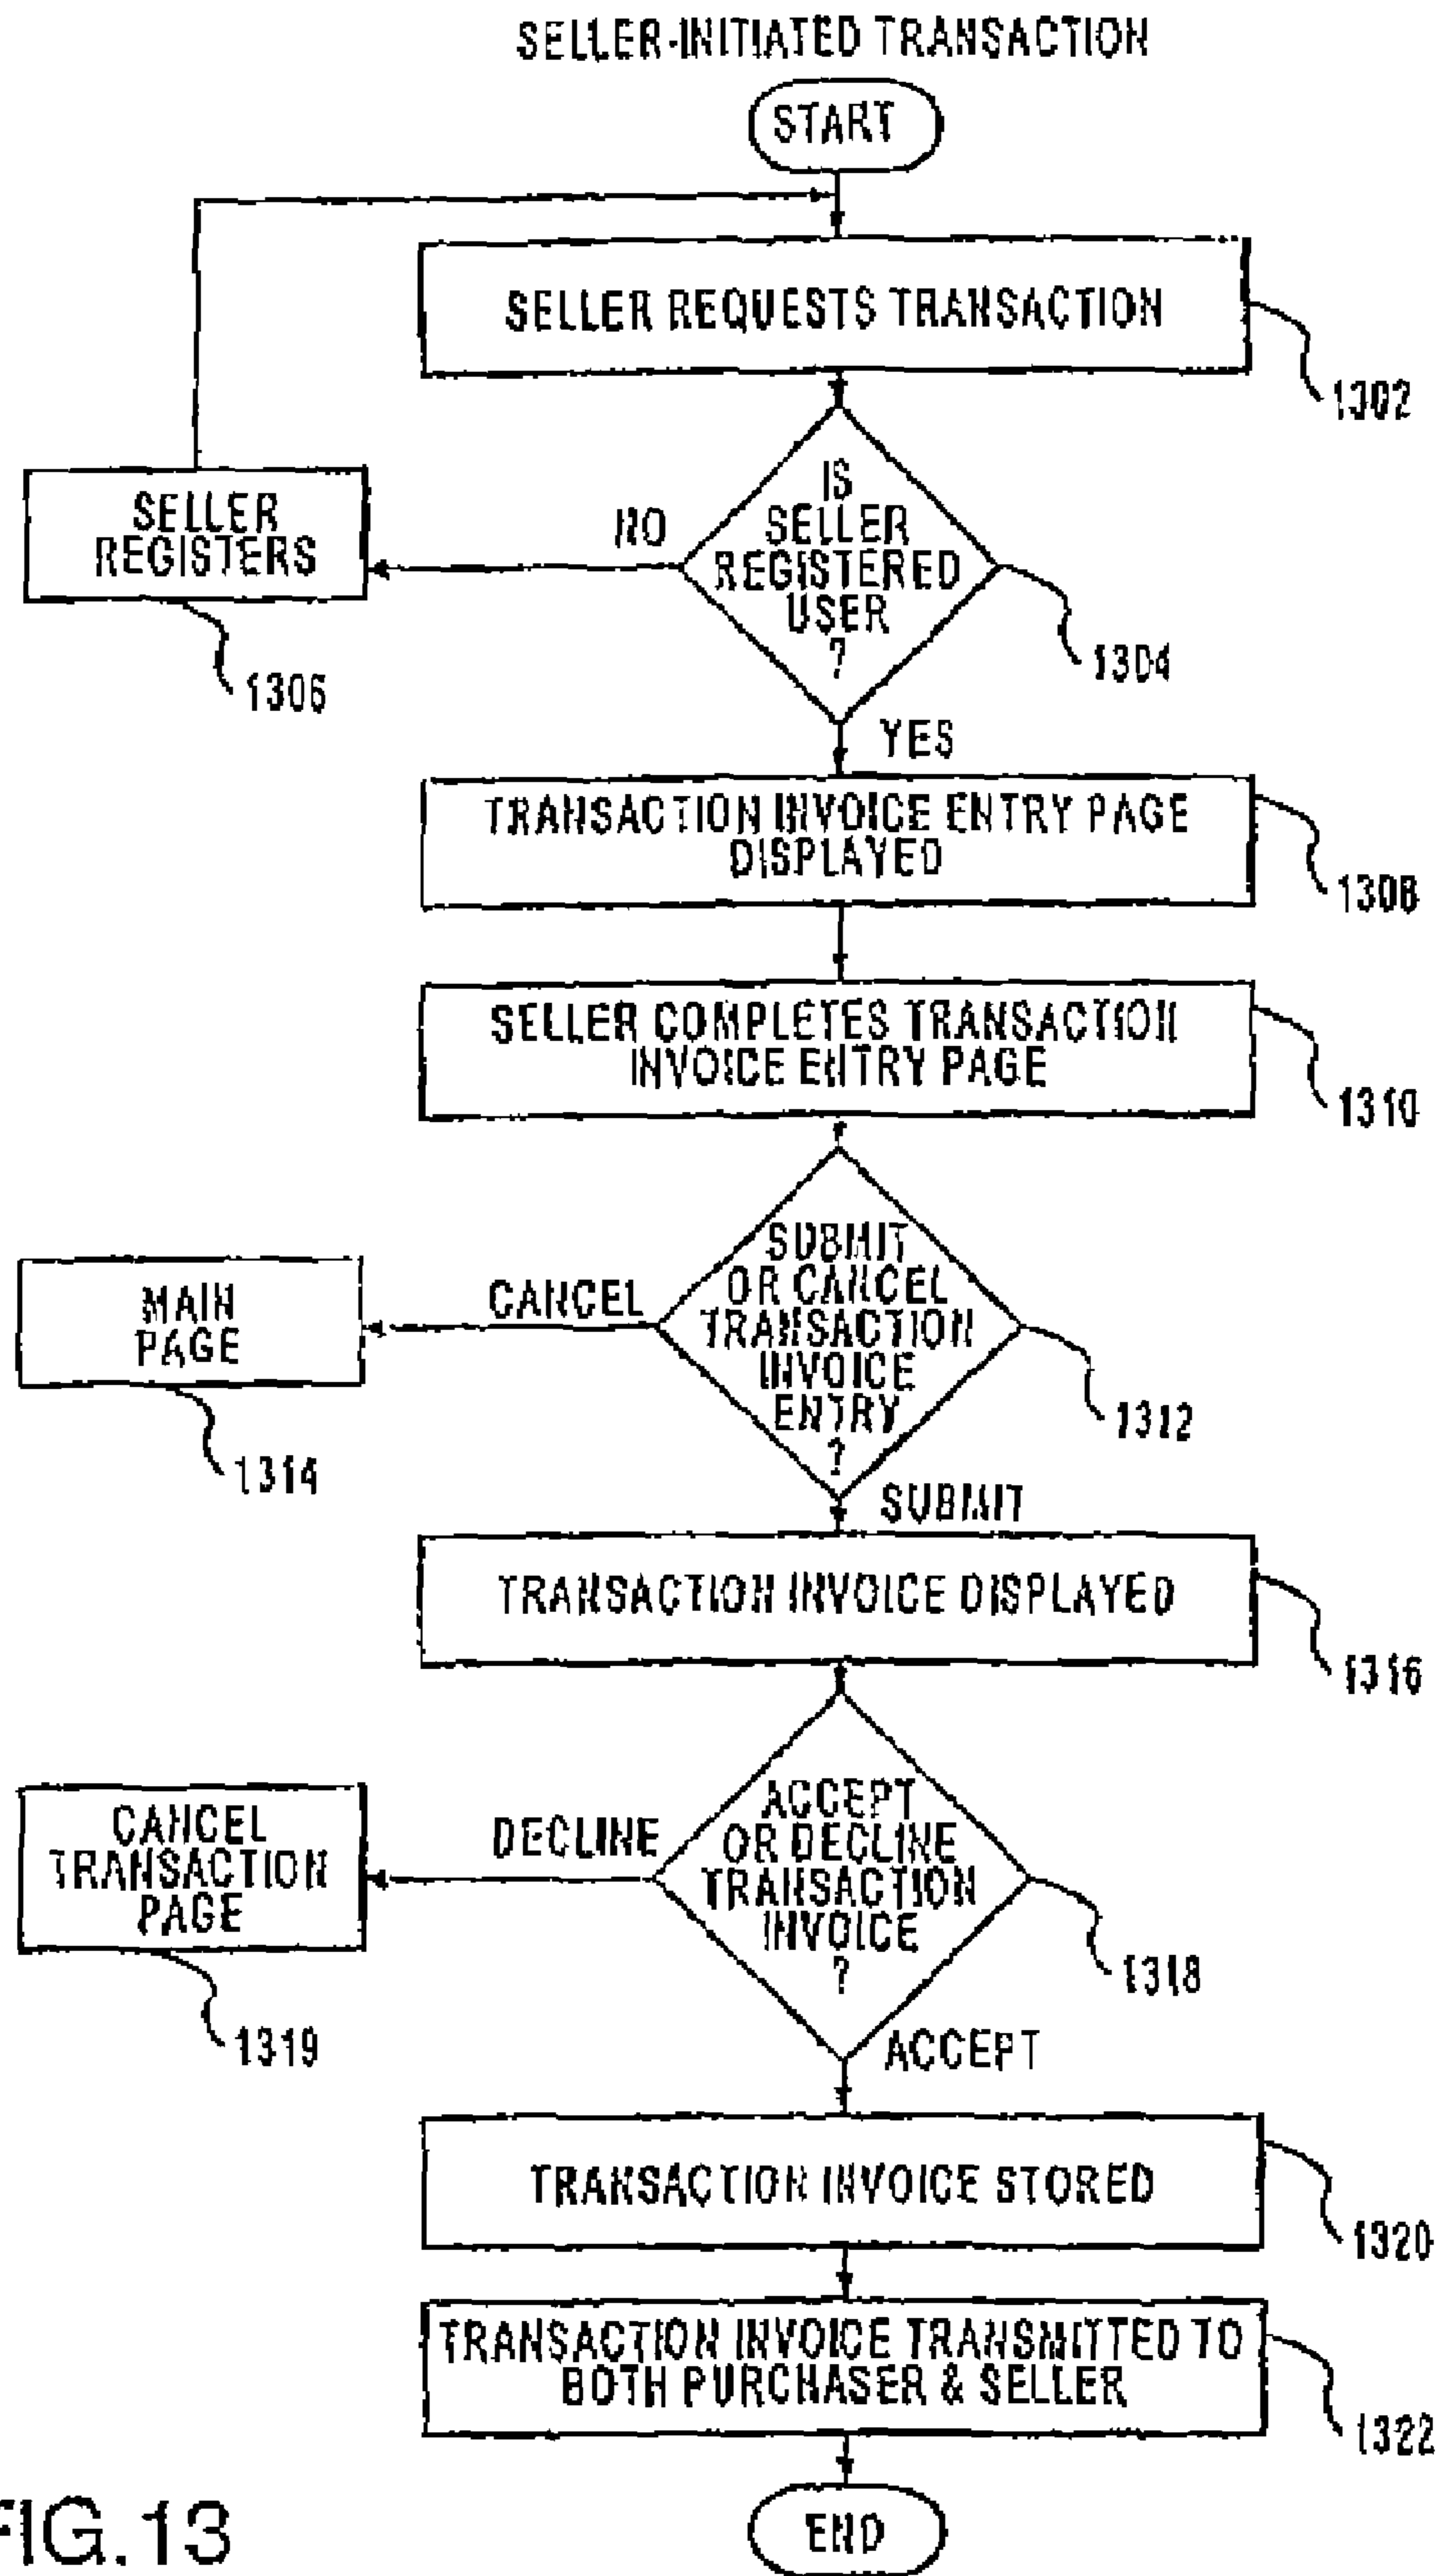 SELLER-INITIATED TRANSACTION
START
SELLER REQUESTS TRANSACTION
1302
IS
SELLER
REGISTERED
USER
?
NO
SELLER
REGISTERS
1304
1306
YES
TRANSACTION INVOICE ENTRY PAGE
DISPLAYED
1308
SELLER COMPLETES TRANSACTION
INVOICE ENTRY PAGE
1310
SUBMIT
OR CANCEL
TRANSACTION
INVOICE
ENTRY
?
CANCEL
MAIN
PAGE
1312
1314
SUBMIT
TRANSACTION INVOICE DISPLAYED
1316
ACCEPT
OR DECLINE
TRANSACTION
INVOICE
?
DECLINE
CANCEL
TRANSACTION
PAGE
1318
1319
ACCEPT
TRANSACTION INVOICE STORED
1320
TRANSACTION INVOICE TRANSMITTED TO
BOTH PURCHASER & SELLER
1322
END
FIG.13